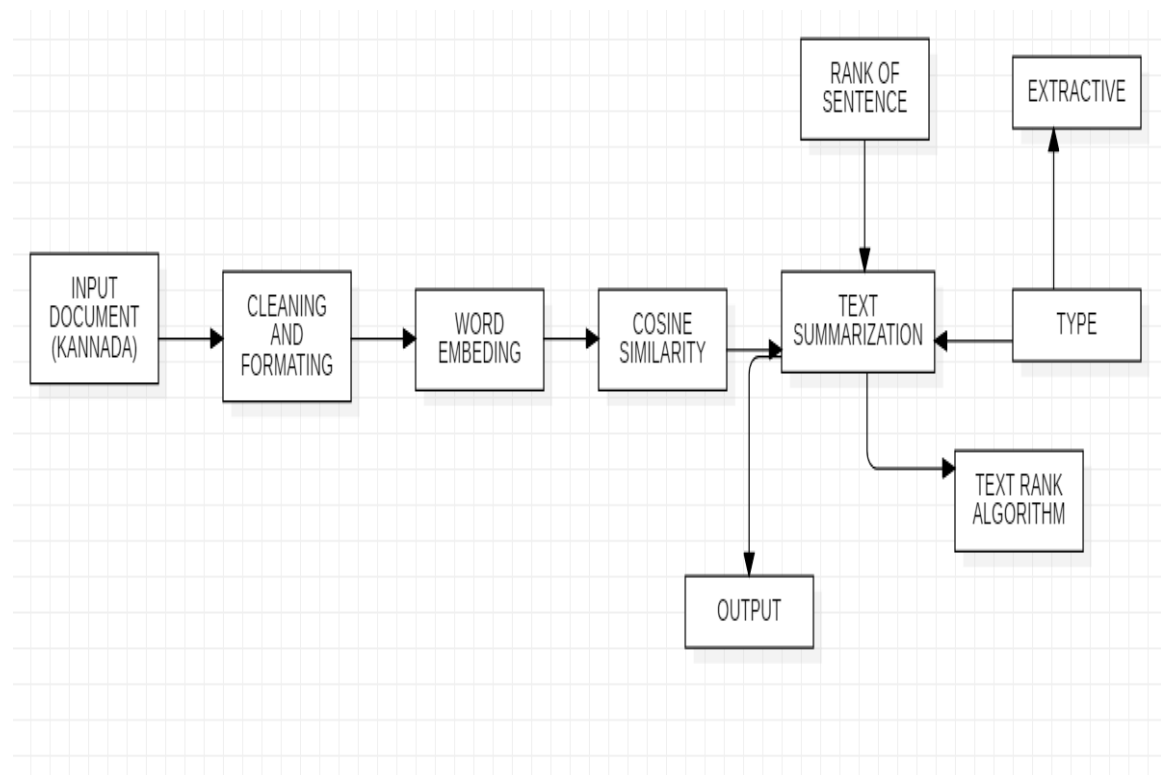 RANK OF
SENTENCE
EXTRACTIVE
INPUT
DOCUMENT
(KANNADA)
CLEANING
AND
FORMATING
WORD
EMBEDING
COSINE
SIMILARITY
TEXT
SUMMARIZATION
TYPE
TEXT RANK
ALGORITHM
OUTPUT